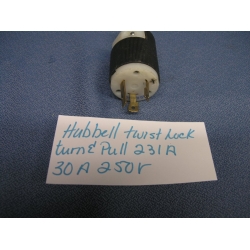 Hubbell twist Lock
turn & Pull 231A
30A 250v